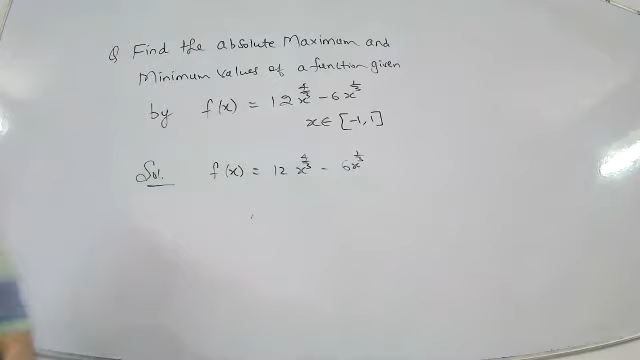 Q Find the absolute Maximum and
Minimum values of a function given
by f(x) = 12 x^(4/3) - 6x^(1/3)
x ∈ [-1, 1]
Sol. f(x) = 12 x^(4/3) - 6x^(1/3)